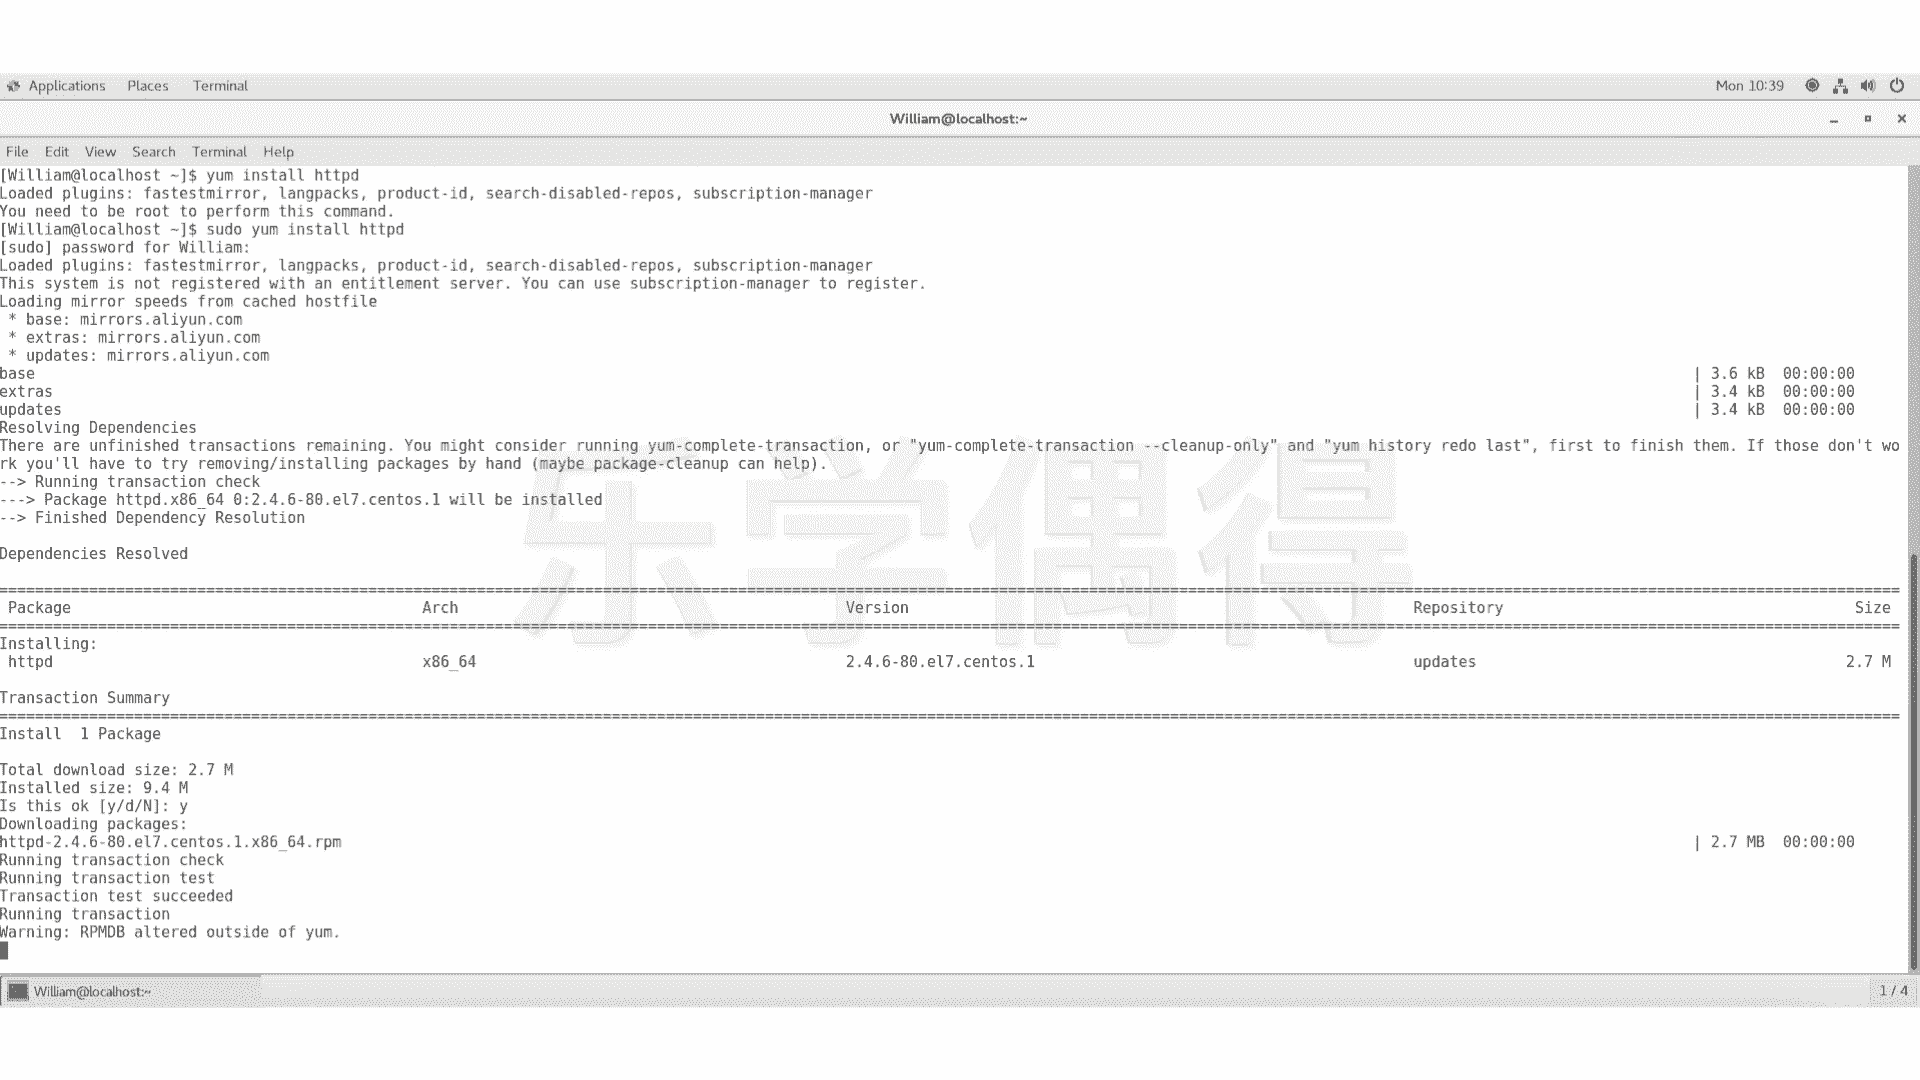 Applications Places Terminal Mon 10:39
William@localhost:~
File Edit View Search Terminal Help
[William@localhost ~]$ yum install httpd
Loaded plugins: fastestmirror, langpacks, product-id, search-disabled-repos, subscription-manager
You need to be root to perform this command.
[William@localhost ~]$ sudo yum install httpd
[sudo] password for William:
Loaded plugins: fastestmirror, langpacks, product-id, search-disabled-repos, subscription-manager
This system is not registered with an entitlement server. You can use subscription-manager to register.
Loading mirror speeds from cached hostfile
 * base: mirrors.aliyun.com
 * extras: mirrors.aliyun.com
 * updates: mirrors.aliyun.com
base | 3.6 kB 00:00:00
extras | 3.4 kB 00:00:00
updates | 3.4 kB 00:00:00
Resolving Dependencies
There are unfinished transactions remaining. You might consider running yum-complete-transaction, or "yum-complete-transaction --cleanup-only" and "yum history redo last", first to finish them. If those don't wo
rk you'll have to try removing/installing packages by hand (maybe package-cleanup can help).
--> Running transaction check
---> Package httpd.x86_64 0:2.4.6-80.el7.centos.1 will be installed
--> Finished Dependency Resolution
Dependencies Resolved
乐学偶得
Package Arch Version Repository Size
Installing:
httpd x86_64 2.4.6-80.el7.centos.1 updates 2.7 M
Transaction Summary
Install 1 Package
Total download size: 2.7 M
Installed size: 9.4 M
Is this ok [y/d/N]: y
Downloading packages:
httpd-2.4.6-80.el7.centos.1.x86_64.rpm | 2.7 MB 00:00:00
Running transaction check
Running transaction test
Transaction test succeeded
Running transaction
Warning: RPMDB altered outside of yum.
William@localhost:~ 1 / 4